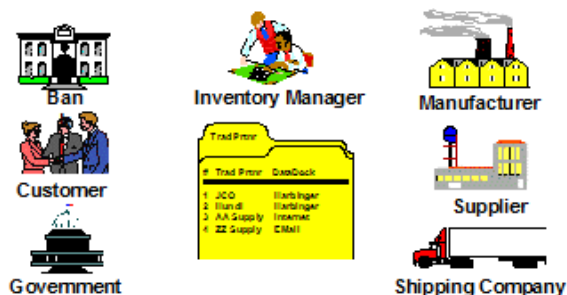 Ban
Inventory Manager
Manufacturer
Trad Prtnr
# Trad Prtnr DataDock
1 JCO Harbinger
2 Harbinger
3 AA Supply Internet
4 ZZ Supply EMail
Customer
Supplier
Government
Shipping Company